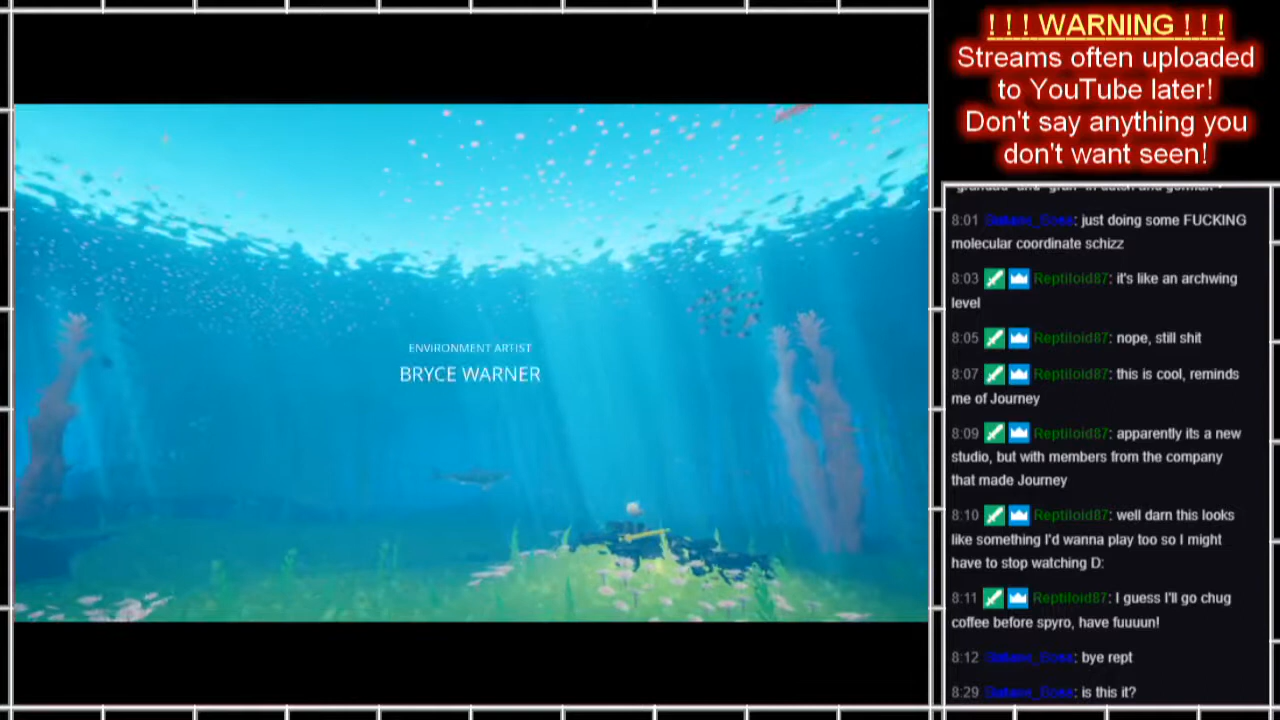 ! ! ! WARNING ! ! !
Streams often uploaded
to YouTube later!
Don't say anything you
don't want seen!
ENVIRONMENT ARTIST
BRYCE WARNER
8:01 : just doing some FUCKING
molecular coordinate schizz
8:03 Reptiloid87: it's like an archwing
level
8:05 Reptiloid87: nope, still shit
8:07 Reptiloid87: this is cool, reminds
me of Journey
8:09 Reptiloid87: apparently its a new
studio, but with members from the company
that made Journey
8:10 Reptiloid87: well darn this looks
like something I'd wanna play too so I might
have to stop watching D:
8:11 Reptiloid87: I guess I'll go chug
coffee before spyro, have fuuuun!
8:12 : bye rept
8:29 : is this it?